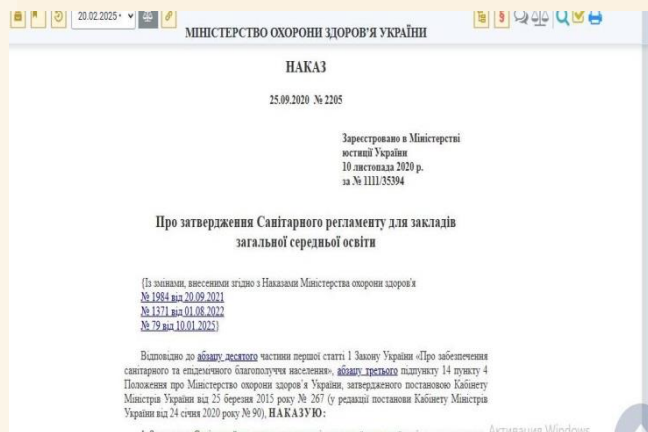 20.02.2025
МІНІСТЕРСТВО ОХОРОНИ ЗДОРОВ'Я УКРАЇНИ
НАКАЗ
25.09.2020 № 2205
Зареєстровано в Міністерстві
юстиції України
10 листопада 2020 р.
за № 1111/35394
Про затвердження Санітарного регламенту для закладів
загальної середньої освіти
{Із змінами, внесеними згідно з Наказами Міністерства охорони здоров'я
№ 1984 від 20.09.2021
№ 1371 від 01.08.2022
№ 79 від 10.01.2025}
Відповідно до абзацу десятого частини першої статті 1 Закону України «Про забезпечення
санітарного та епідемічного благополуччя населення», абзацу третього підпункту 14 пункту 4
Положення про Міністерство охорони здоров'я України, затвердженого постановою Кабінету
Міністрів України від 25 березня 2015 року № 267 (у редакції постанови Кабінету Міністрів
України від 24 січня 2020 року № 90), НАКАЗУЮ:
Активация Windows